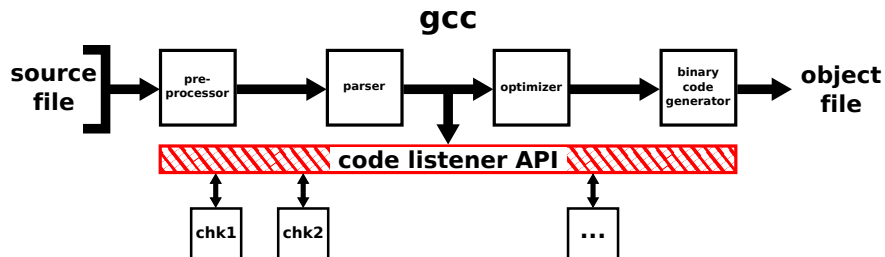 gcc
source
file
pre-
processor
parser
optimizer
binary
code
generator
object
file
code listener API
chk1
chk2
...